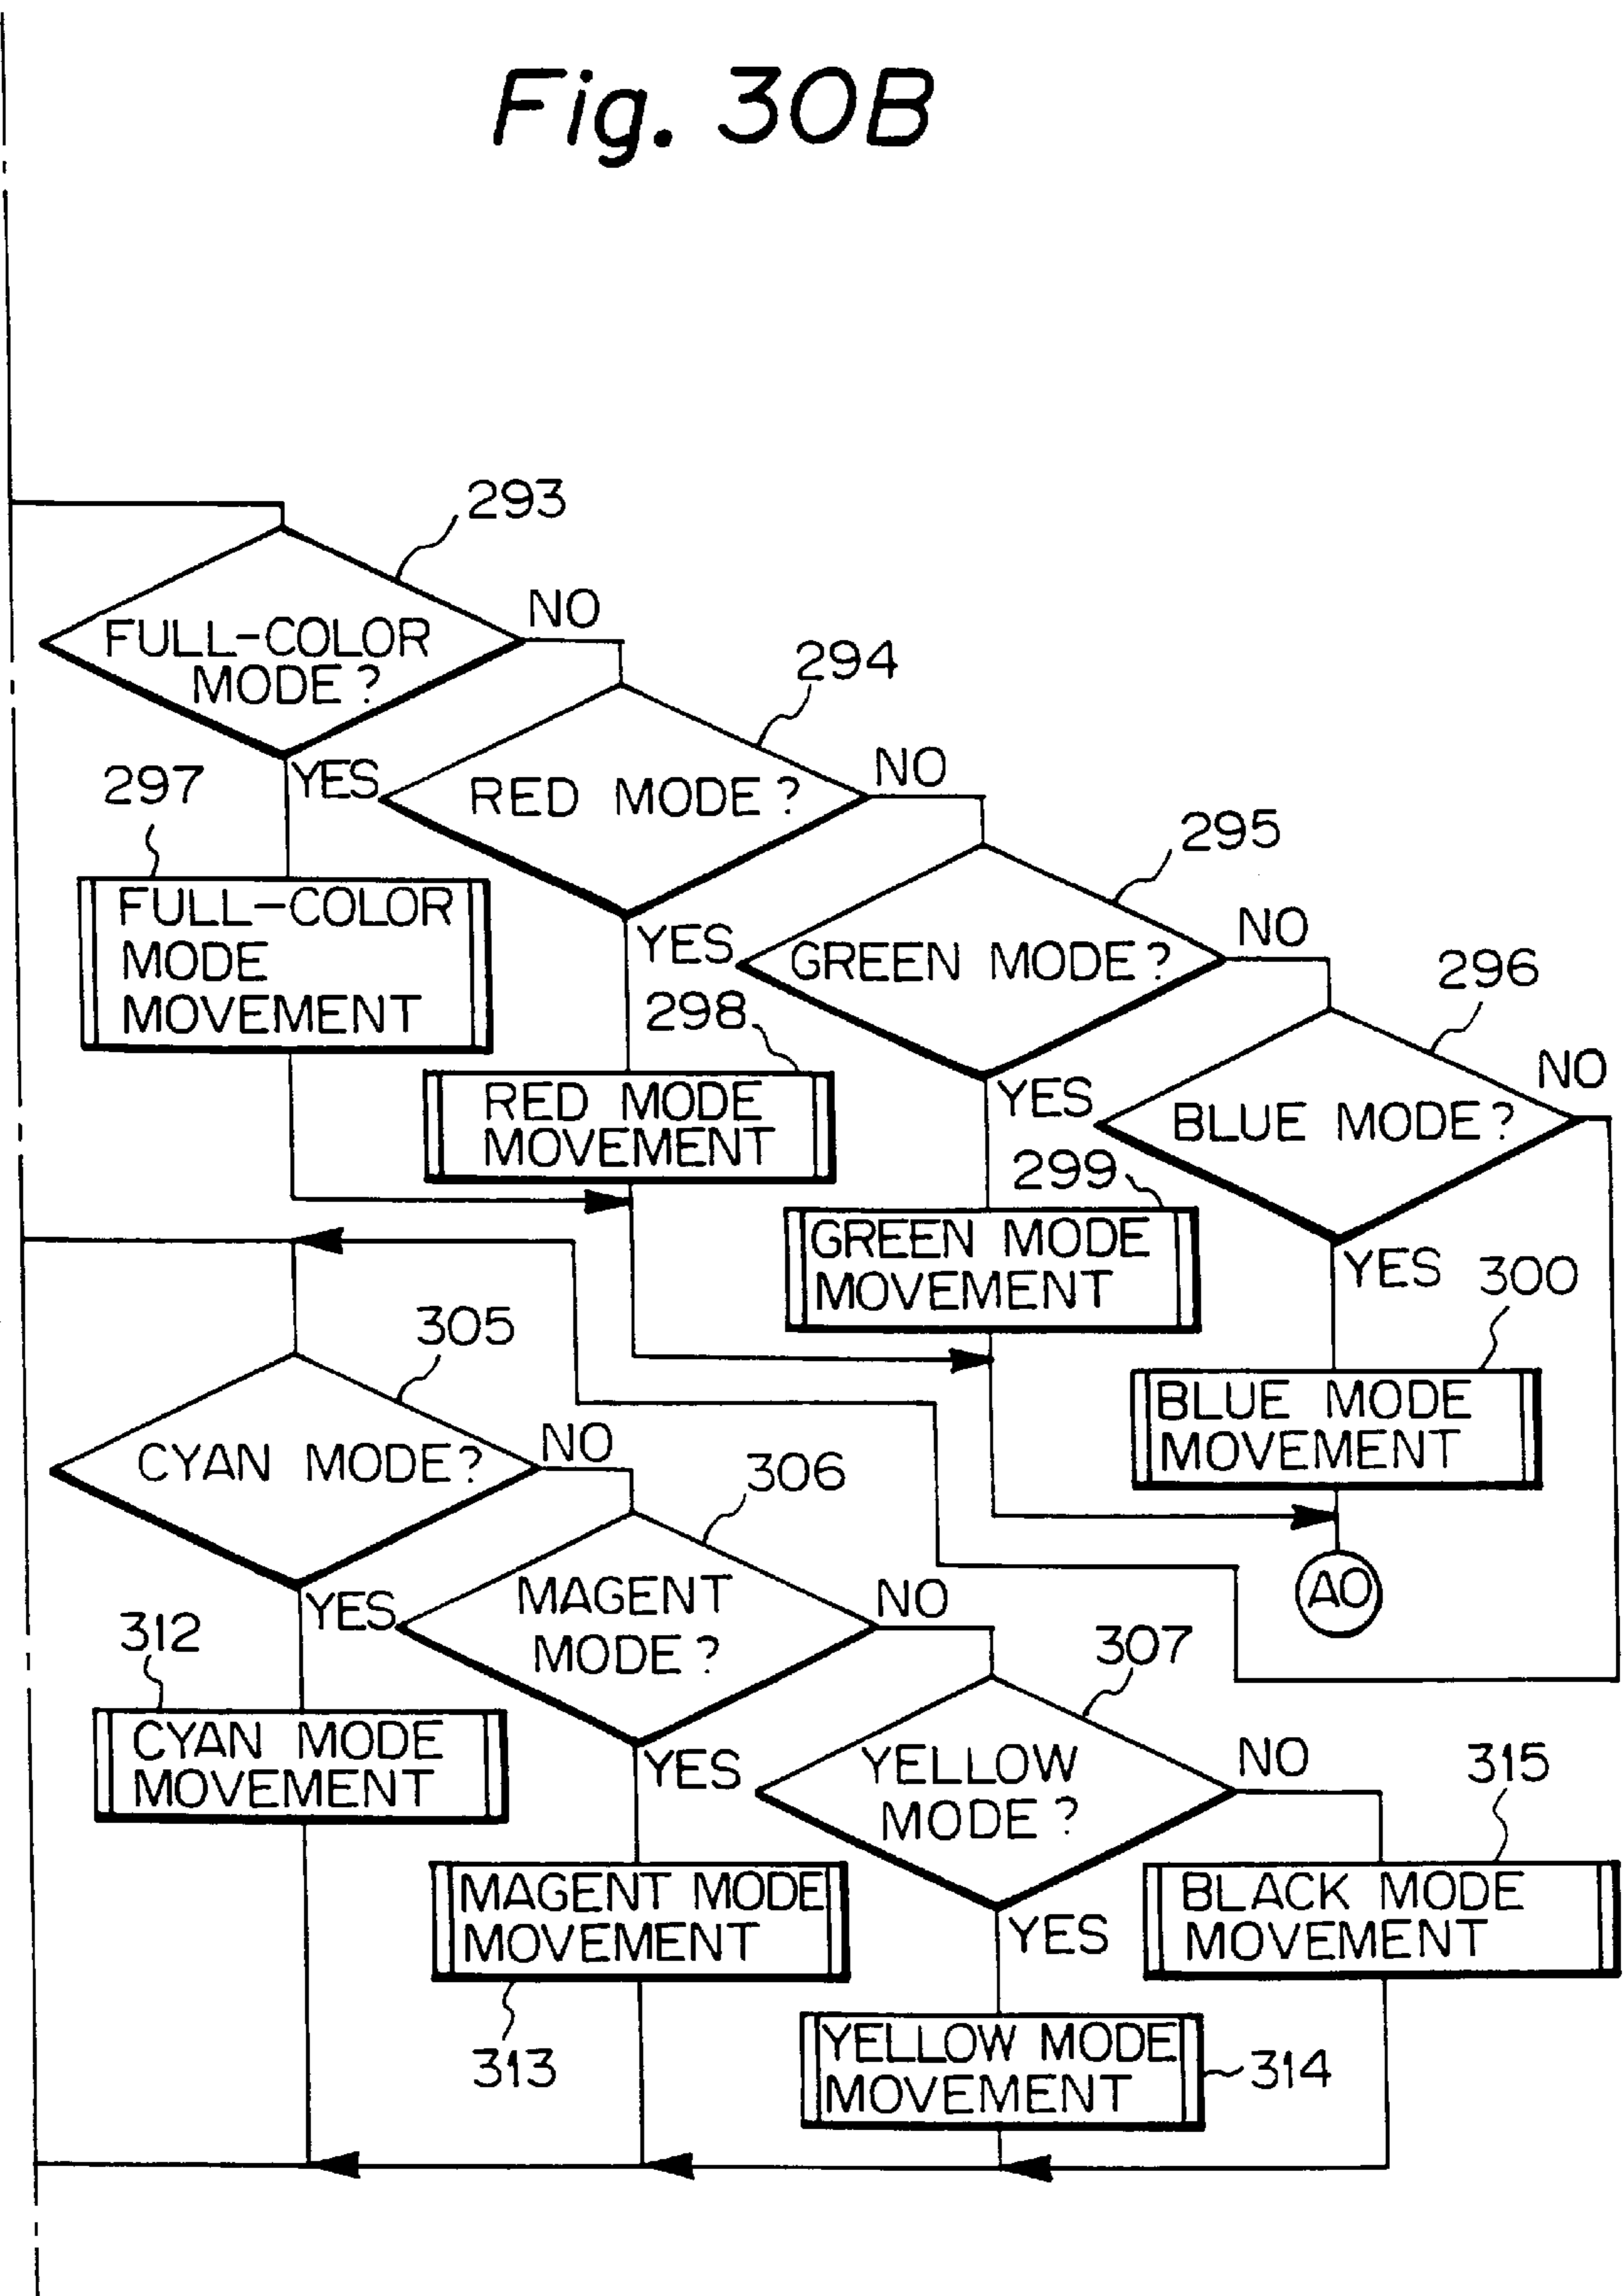 Fig. 30B
293
FULL-COLOR
MODE?
NO
YES
294
RED MODE?
NO
YES
295
GREEN MODE?
NO
YES
296
BLUE MODE?
NO
YES
297
FULL-COLOR
MODE
MOVEMENT
298
RED MODE
MOVEMENT
299
GREEN MODE
MOVEMENT
300
BLUE MODE
MOVEMENT
A0
305
CYAN MODE?
NO
YES
306
MAGENT
MODE?
NO
YES
307
YELLOW
MODE?
NO
YES
312
CYAN MODE
MOVEMENT
313
MAGENT MODE
MOVEMENT
314
YELLOW MODE
MOVEMENT
315
BLACK MODE
MOVEMENT